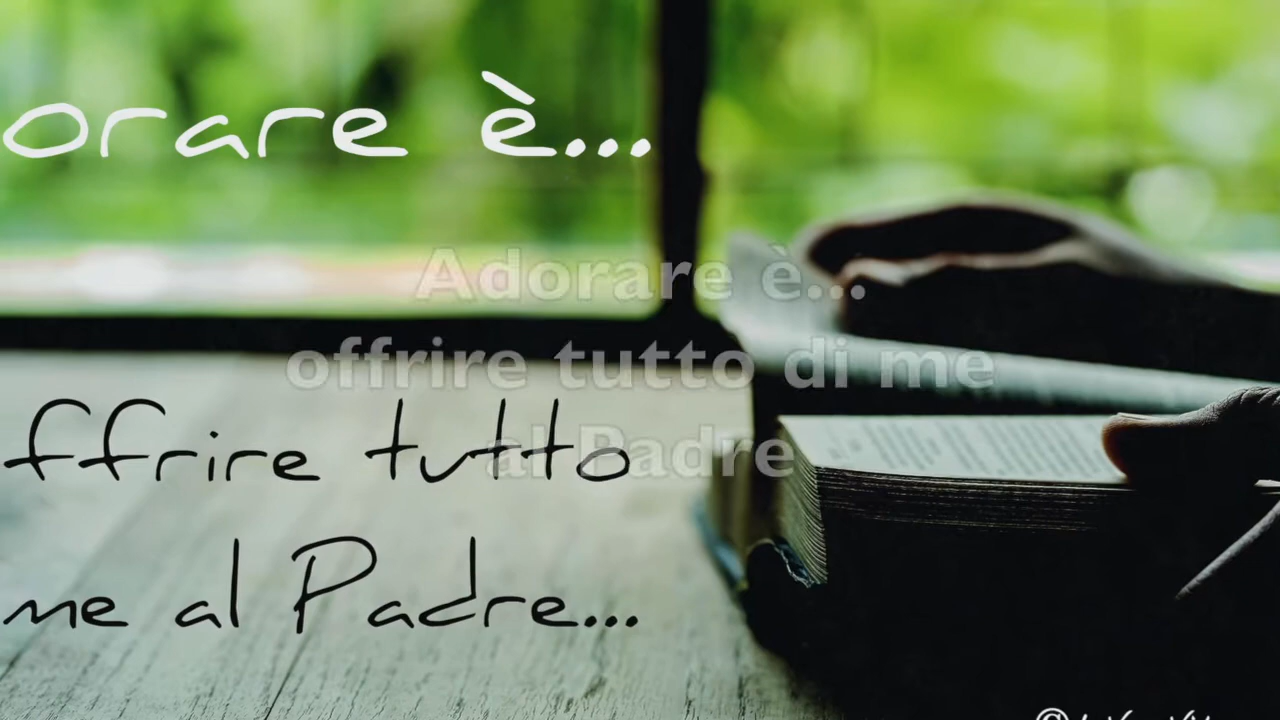 orare è...
Adorare è...
offrire tutto di me
al Padre
ffrire tutto
me al Padre...